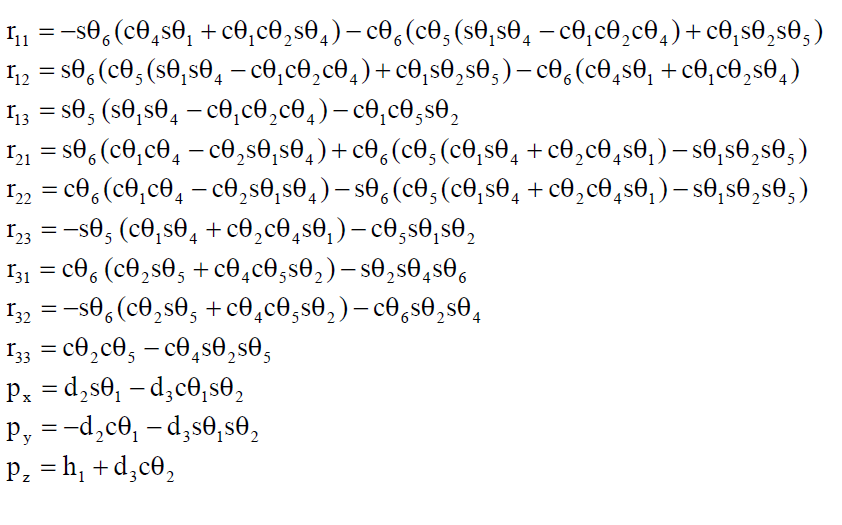 r₁₁ = −sθ₆(cθ₄sθ₁ + cθ₁cθ₂sθ₄) − cθ₆(cθ₅(sθ₁sθ₄ − cθ₁cθ₂cθ₄) + cθ₁sθ₂sθ₅)
r₁₂ = sθ₆(cθ₅(sθ₁sθ₄ − cθ₁cθ₂cθ₄) + cθ₁sθ₂sθ₅) − cθ₆(cθ₄sθ₁ + cθ₁cθ₂sθ₄)
r₁₃ = sθ₅(sθ₁sθ₄ − cθ₁cθ₂cθ₄) − cθ₁cθ₅sθ₂
r₂₁ = sθ₆(cθ₁cθ₄ − cθ₂sθ₁sθ₄) + cθ₆(cθ₅(cθ₁sθ₄ + cθ₂cθ₄sθ₁) − sθ₁sθ₂sθ₅)
r₂₂ = cθ₆(cθ₁cθ₄ − cθ₂sθ₁sθ₄) − sθ₆(cθ₅(cθ₁sθ₄ + cθ₂cθ₄sθ₁) − sθ₁sθ₂sθ₅)
r₂₃ = −sθ₅(cθ₁sθ₄ + cθ₂cθ₄sθ₁) − cθ₅sθ₁sθ₂
r₃₁ = cθ₆(cθ₂sθ₅ + cθ₄cθ₅sθ₂) − sθ₂sθ₄sθ₆
r₃₂ = −sθ₆(cθ₂sθ₅ + cθ₄cθ₅sθ₂) − cθ₆sθ₂sθ₄
r₃₃ = cθ₂cθ₅ − cθ₄sθ₂sθ₅
pₓ = d₂sθ₁ − d₃cθ₁sθ₂
p_y = −d₂cθ₁ − d₃sθ₁sθ₂
p_z = h₁ + d₃cθ₂